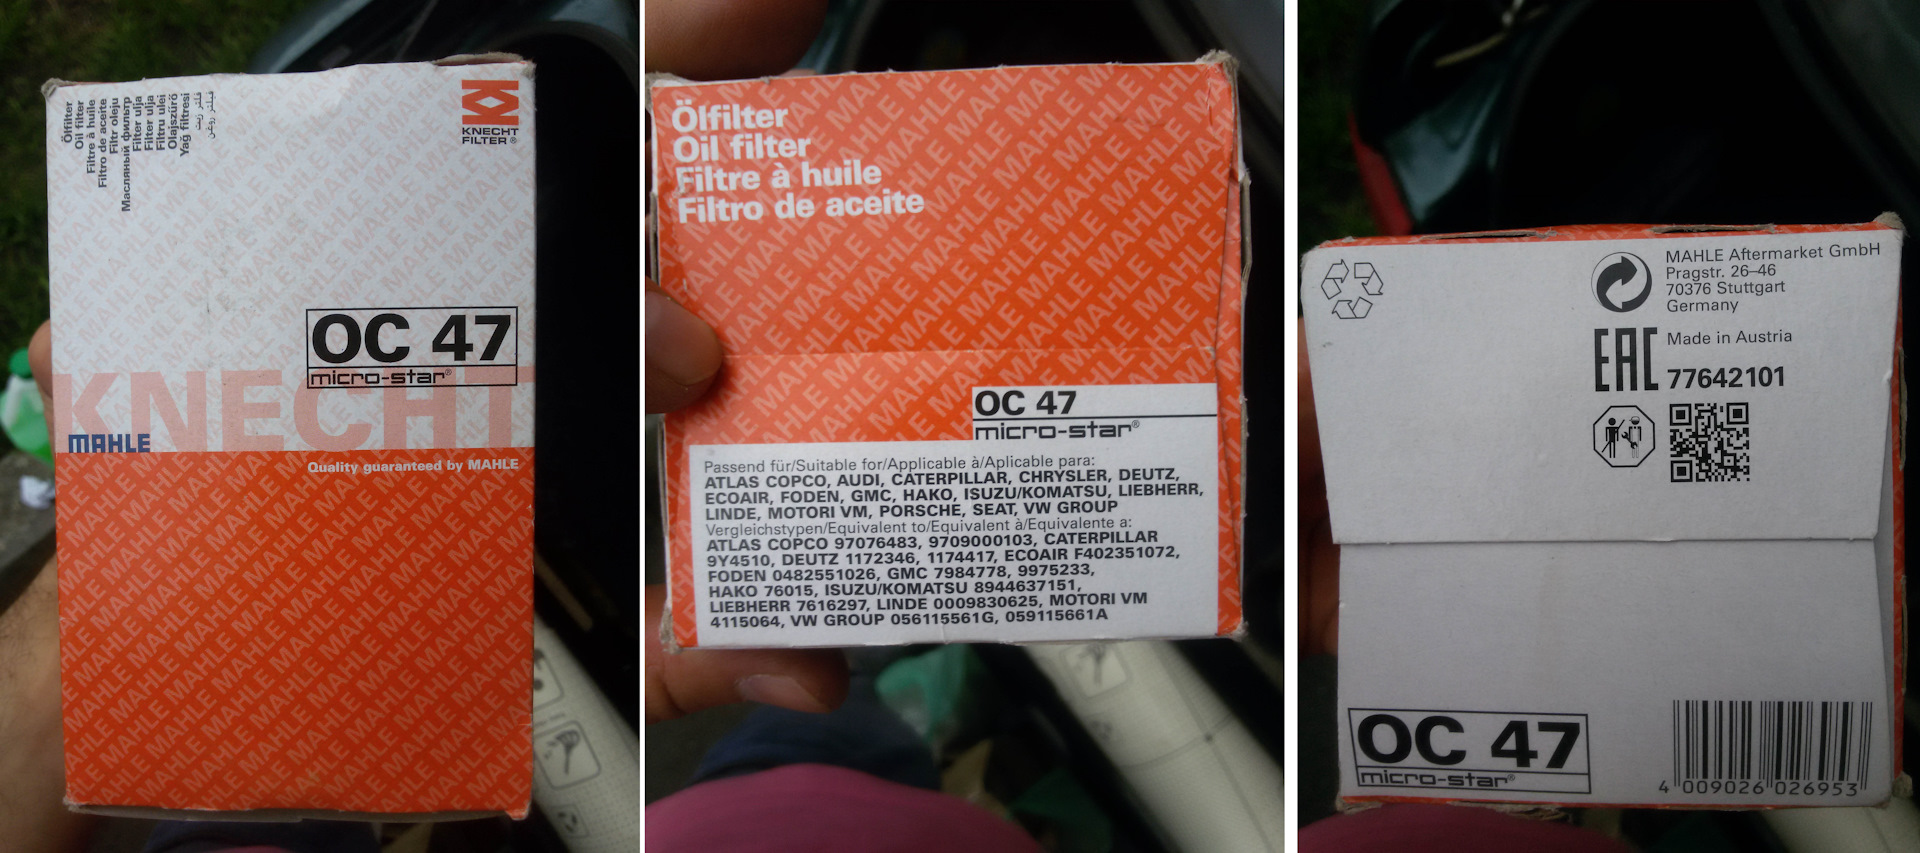 Ölfilter
Oil filter
Filtre à huile
Filtro de aceite
Filtr oleju
Масляный фильтр
Filter ulja
Filter ulja
Filtru ulei
Olajszűrő
Yağ filtresi
فلتر زيت
فیلتر روغن
KNECHT
FILTER®
OC 47
micro-star®
KNECHT
MAHLE
Quality guaranteed by MAHLE
Ölfilter
Oil filter
Filtre à huile
Filtro de aceite
OC 47
micro-star®
Passend für/Suitable for/Applicable à/Aplicable para:
ATLAS COPCO, AUDI, CATERPILLAR, CHRYSLER, DEUTZ,
ECOAIR, FODEN, GMC, HAKO, ISUZU/KOMATSU, LIEBHERR,
LINDE, MOTORI VM, PORSCHE, SEAT, VW GROUP
Vergleichstypen/Equivalent to/Equivalent à/Equivalente a:
ATLAS COPCO 97076483, 9709000103, CATERPILLAR
9Y4510, DEUTZ 1172346, 1174417, ECOAIR F402351072,
FODEN 0482551026, GMC 7984778, 9975233,
HAKO 76015, ISUZU/KOMATSU 8944637151,
LIEBHERR 7616297, LINDE 0009830625, MOTORI VM
4115064, VW GROUP 056115561G, 059115661A
MAHLE Aftermarket GmbH
Pragstr. 26–46
70376 Stuttgart
Germany
EAC
Made in Austria
77642101
OC 47
micro-star®
4 009026 026953